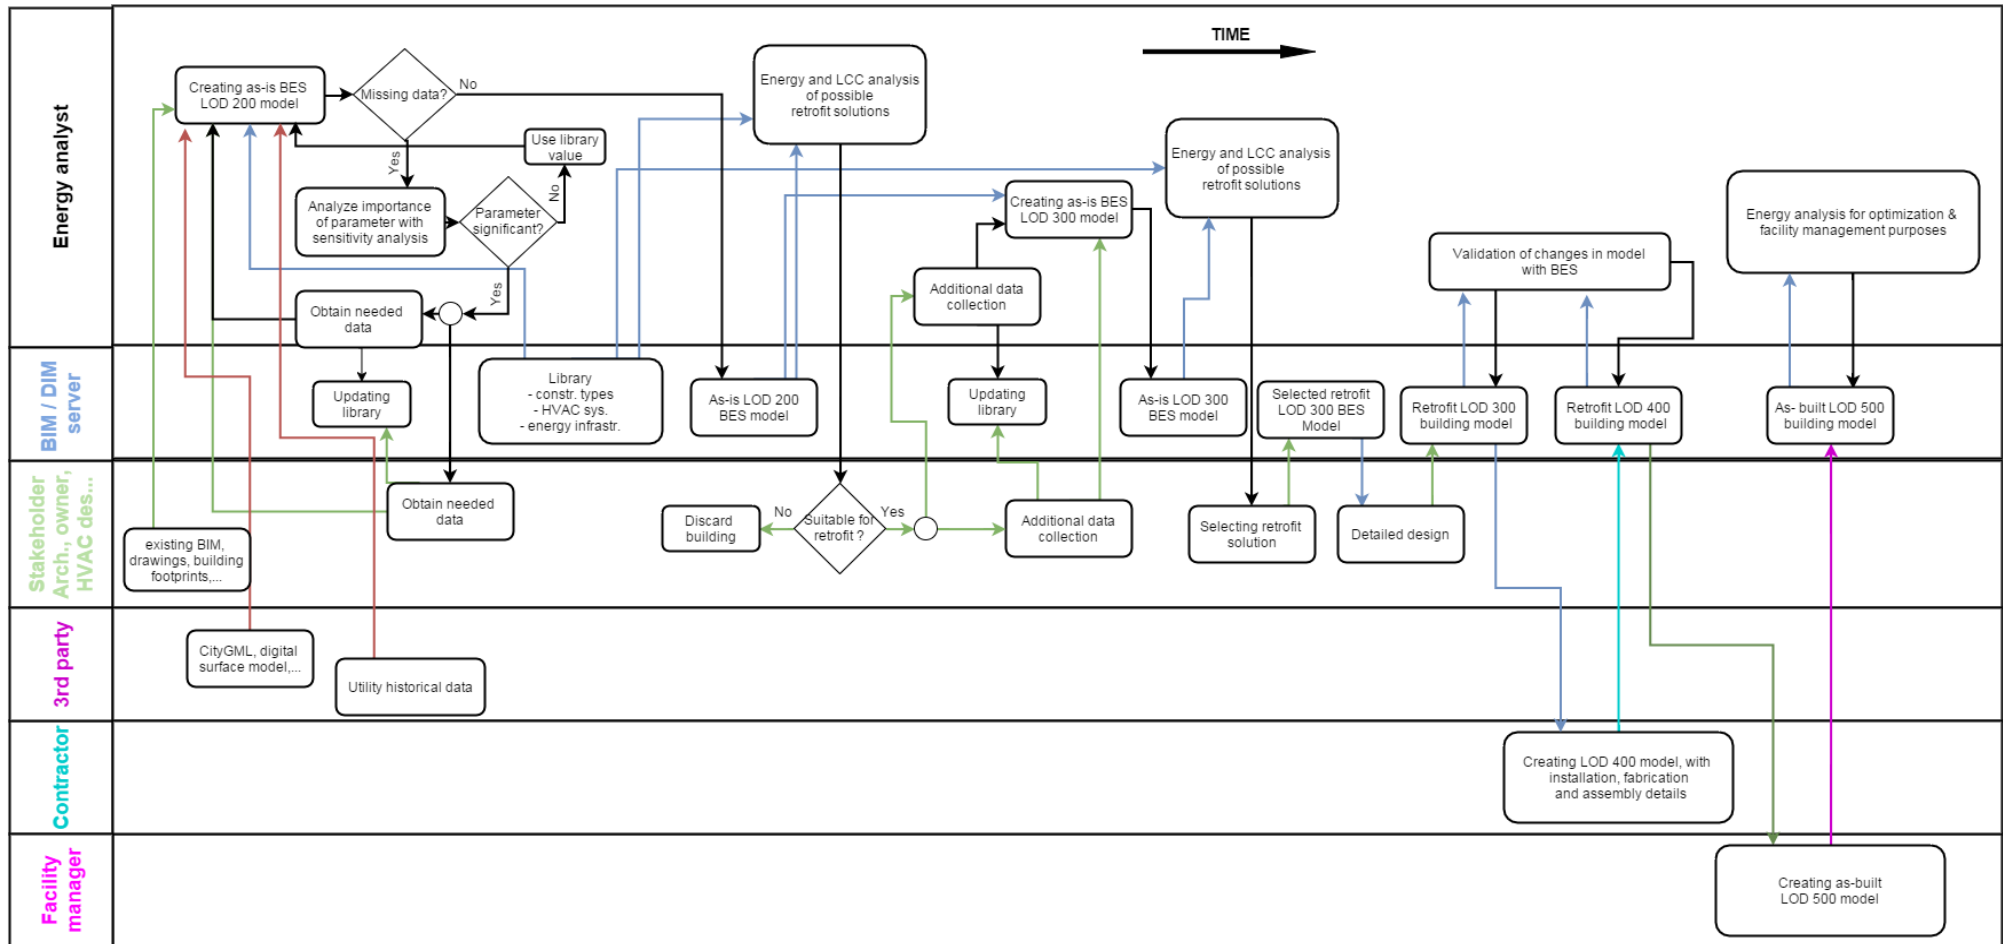 TIME
Energy analyst
Creating as-is BES
LOD 200 model
Missing data?
No
Yes
Use library
value
Analyze importance
of parameter with
sensitivity analysis
Parameter
significant?
No
Yes
Obtain needed
data
Energy and LCC analysis
of possible
retrofit solutions
Creating as-is BES
LOD 300 model
Additional data
collection
Energy and LCC analysis
of possible
retrofit solutions
Validation of changes in model
with BES
Energy analysis for optimization &
facility management purposes
BIM / DIM
server
Updating
library
Library
- constr. types
- HVAC sys.
- energy infrastr.
As-is LOD 200
BES model
Updating
library
As-is LOD 300
BES model
Selected retrofit
LOD 300 BES
Model
Retrofit LOD 300
building model
Retrofit LOD 400
building model
As- built LOD 500
building model
Stakeholder
Arch., owner,
HVAC des...
existing BIM,
drawings, building
footprints,...
Obtain needed
data
Discard
building
No
Suitable for
retrofit ?
Yes
Additional data
collection
Selecting retrofit
solution
Detailed design
3rd party
CityGML, digital
surface model,...
Utility historical data
Contractor
Creating LOD 400 model, with
installation, fabrication
and assembly details
Facility
manager
Creating as-built
LOD 500 model